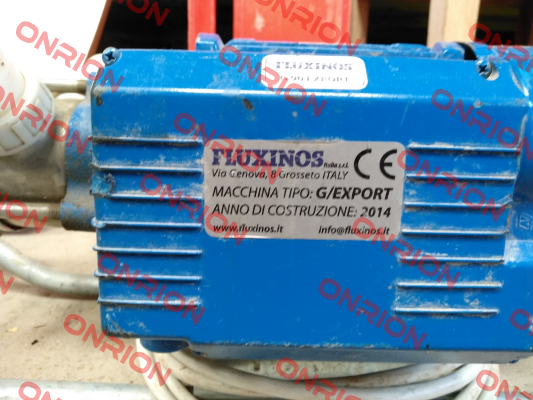 ONRION
FLUXINOS
FLUXINOS Italia s.r.l. CE
Via Genova, 8 Grosseto ITALY
MACCHINA TIPO: G/EXPORT
ANNO DI COSTRUZIONE: 2014
www.fluxinos.it info@fluxinos.it